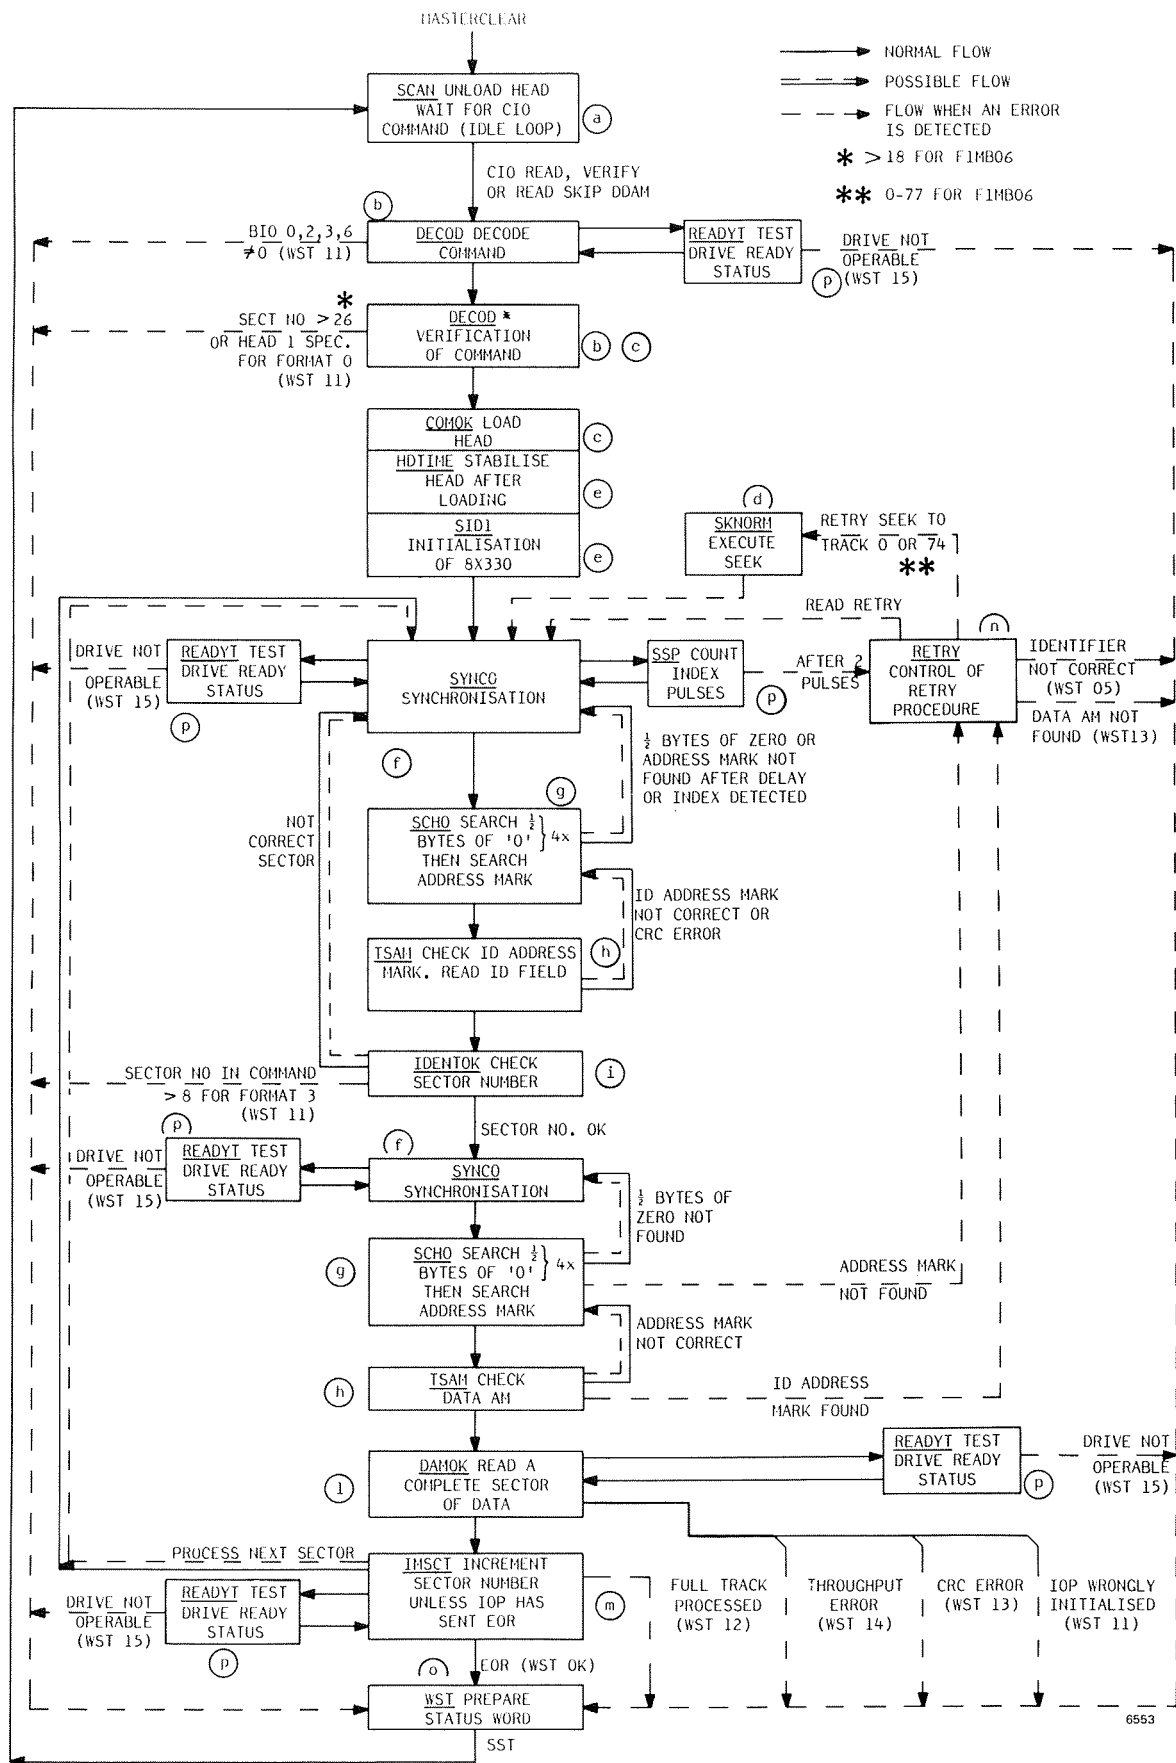 MASTERCLEAR
NORMAL FLOW
POSSIBLE FLOW
FLOW WHEN AN ERROR
IS DETECTED
* > 18 FOR F1MB06
** 0-77 FOR F1MB06
SCAN UNLOAD HEAD
WAIT FOR CIO
COMMAND (IDLE LOOP)
a
CIO READ, VERIFY
OR READ SKIP DDAM
b
BIO 0,2,3,6
≠0 (WST 11)
DECOD DECODE
COMMAND
READYT TEST
DRIVE READY
STATUS
p
DRIVE NOT
OPERABLE
(WST 15)
*
SECT NO > 26
OR HEAD 1 SPEC.
FOR FORMAT 0
(WST 11)
DECOD *
VERIFICATION
OF COMMAND
b
c
COMOK LOAD
HEAD
c
HDTIME STABILISE
HEAD AFTER
LOADING
e
SID1
INITIALISATION
OF 8X330
e
d
SKNORM
EXECUTE
SEEK
RETRY SEEK TO
TRACK 0 OR 74
**
READ RETRY
DRIVE NOT
OPERABLE
(WST 15)
READYT TEST
DRIVE READY
STATUS
p
SYNCO
SYNCHRONISATION
f
SSP COUNT
INDEX
PULSES
p
AFTER 2
PULSES
n
RETRY
CONTROL OF
RETRY
PROCEDURE
IDENTIFIER
NOT CORRECT
(WST 05)
DATA AM NOT
FOUND (WST13)
½ BYTES OF ZERO OR
ADDRESS MARK NOT
FOUND AFTER DELAY
OR INDEX DETECTED
NOT
CORRECT
SECTOR
g
SCHO SEARCH ½
BYTES OF '0' } 4x
THEN SEARCH
ADDRESS MARK
ID ADDRESS MARK
NOT CORRECT OR
CRC ERROR
TSAM CHECK ID ADDRESS
MARK. READ ID FIELD
h
IDENTOK CHECK
SECTOR NUMBER
i
SECTOR NO IN COMMAND
> 8 FOR FORMAT 3
(WST 11)
SECTOR NO. OK
DRIVE NOT
OPERABLE
(WST 15)
p
READYT TEST
DRIVE READY
STATUS
f
SYNCO
SYNCHRONISATION
½ BYTES OF
ZERO NOT
FOUND
g
SCHO SEARCH ½
BYTES OF '0' } 4x
THEN SEARCH
ADDRESS MARK
ADDRESS MARK
NOT FOUND
ADDRESS MARK
NOT CORRECT
h
TSAM CHECK
DATA AM
ID ADDRESS
MARK FOUND
l
DAMOK READ A
COMPLETE SECTOR
OF DATA
READYT TEST
DRIVE READY
STATUS
p
DRIVE NOT
OPERABLE
(WST 15)
PROCESS NEXT SECTOR
IMSCT INCREMENT
SECTOR NUMBER
UNLESS IOP HAS
SENT EOR
m
DRIVE NOT
OPERABLE
(WST 15)
READYT TEST
DRIVE READY
STATUS
p
FULL TRACK
PROCESSED
(WST 12)
THROUGHPUT
ERROR
(WST 14)
CRC ERROR
(WST 13)
IOP WRONGLY
INITIALISED
(WST 11)
EOR (WST OK)
o
WST PREPARE
STATUS WORD
SST
6553